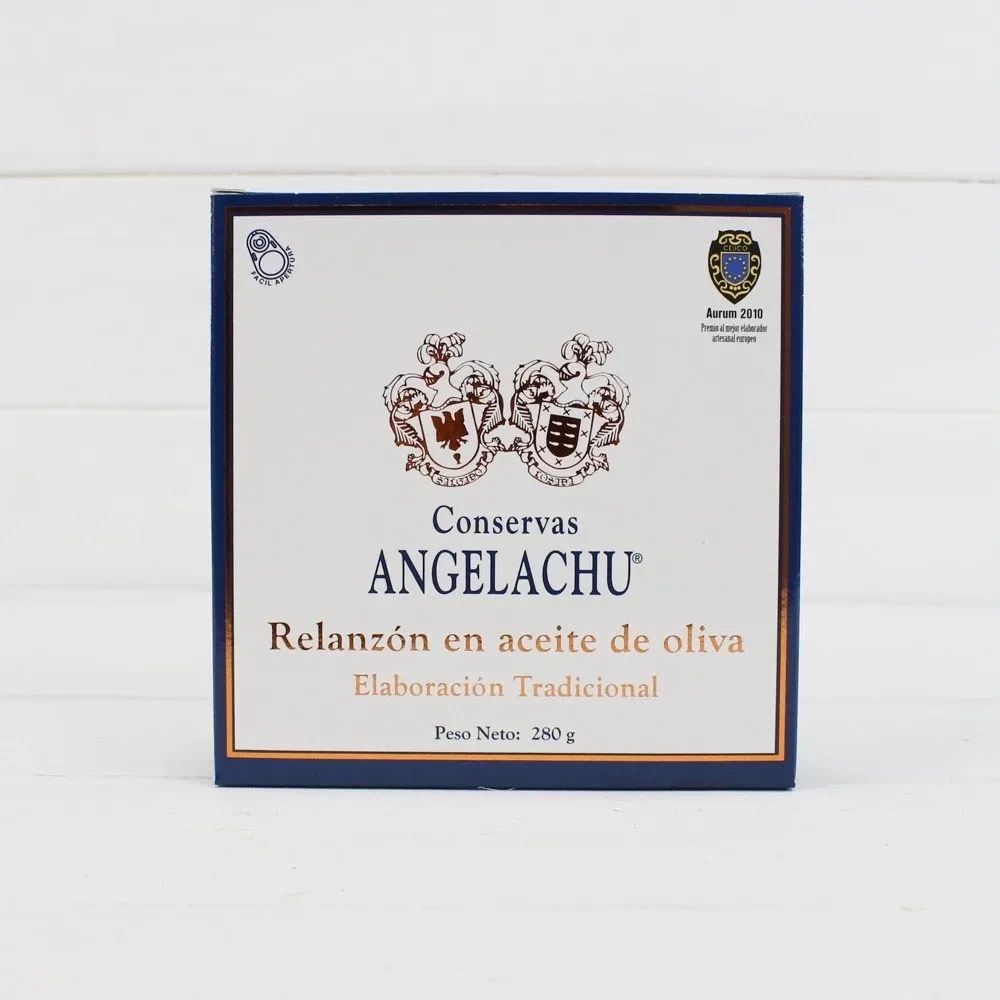 FACIL APERTURA
CEUCO
Aurum 2010
Premio al mejor elaborador
artesanal europeo
Conservas
ANGELACHU®
Relanzón en aceite de oliva
Elaboración Tradicional
Peso Neto: 280 g